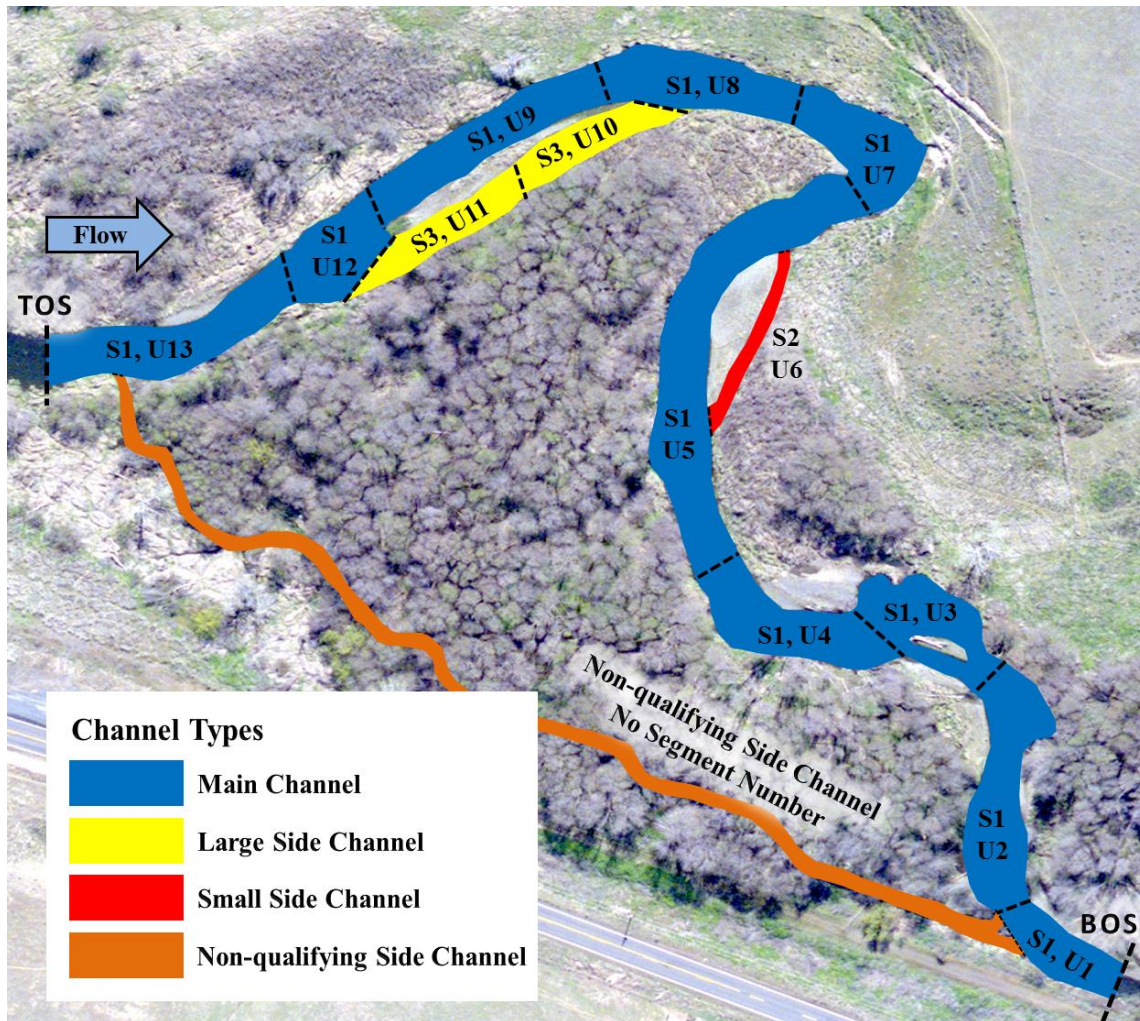 S1, U8
S1, U9
S3, U10
S1
U7
S3, U11
Flow
S1
U12
TOS
S1, U13
S2
U6
S1
U5
S1, U3
S1, U4
Non-qualifying Side Channel
No Segment Number
S1
U2
BOS
S1, U1
Channel Types
Main Channel
Large Side Channel
Small Side Channel
Non-qualifying Side Channel